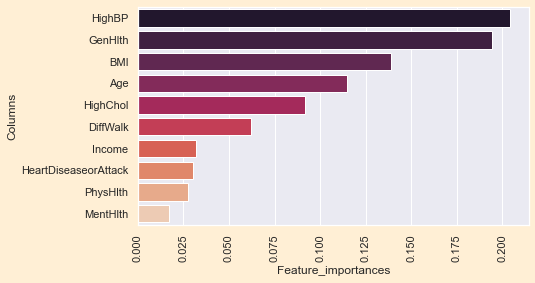 HighBP
GenHlth
BMI
Age
HighChol
DiffWalk
Income
HeartDiseaseorAttack
PhysHlth
MentHlth
Columns
0.000
0.025
0.050
0.075
0.100
0.125
0.150
0.175
0.200
Feature_importances